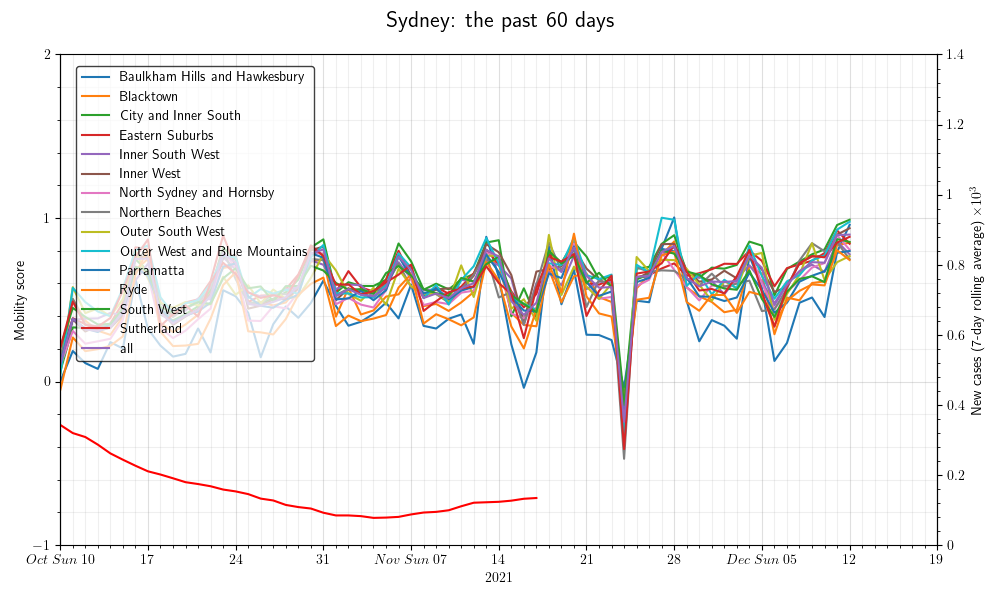 Sydney: the past 60 days
Mobility score
2
1
0
−1
Baulkham Hills and Hawkesbury
Blacktown
City and Inner South
Eastern Suburbs
Inner South West
Inner West
North Sydney and Hornsby
Northern Beaches
Outer South West
Outer West and Blue Mountains
Parramatta
Ryde
South West
Sutherland
all
1.4
1.2
1
0.8
0.6
0.4
0.2
0
New cases (7-day rolling average) ×10³
Oct Sun 10 17 24 31 Nov Sun 07 14 21 28 Dec Sun 05 12 19
2021